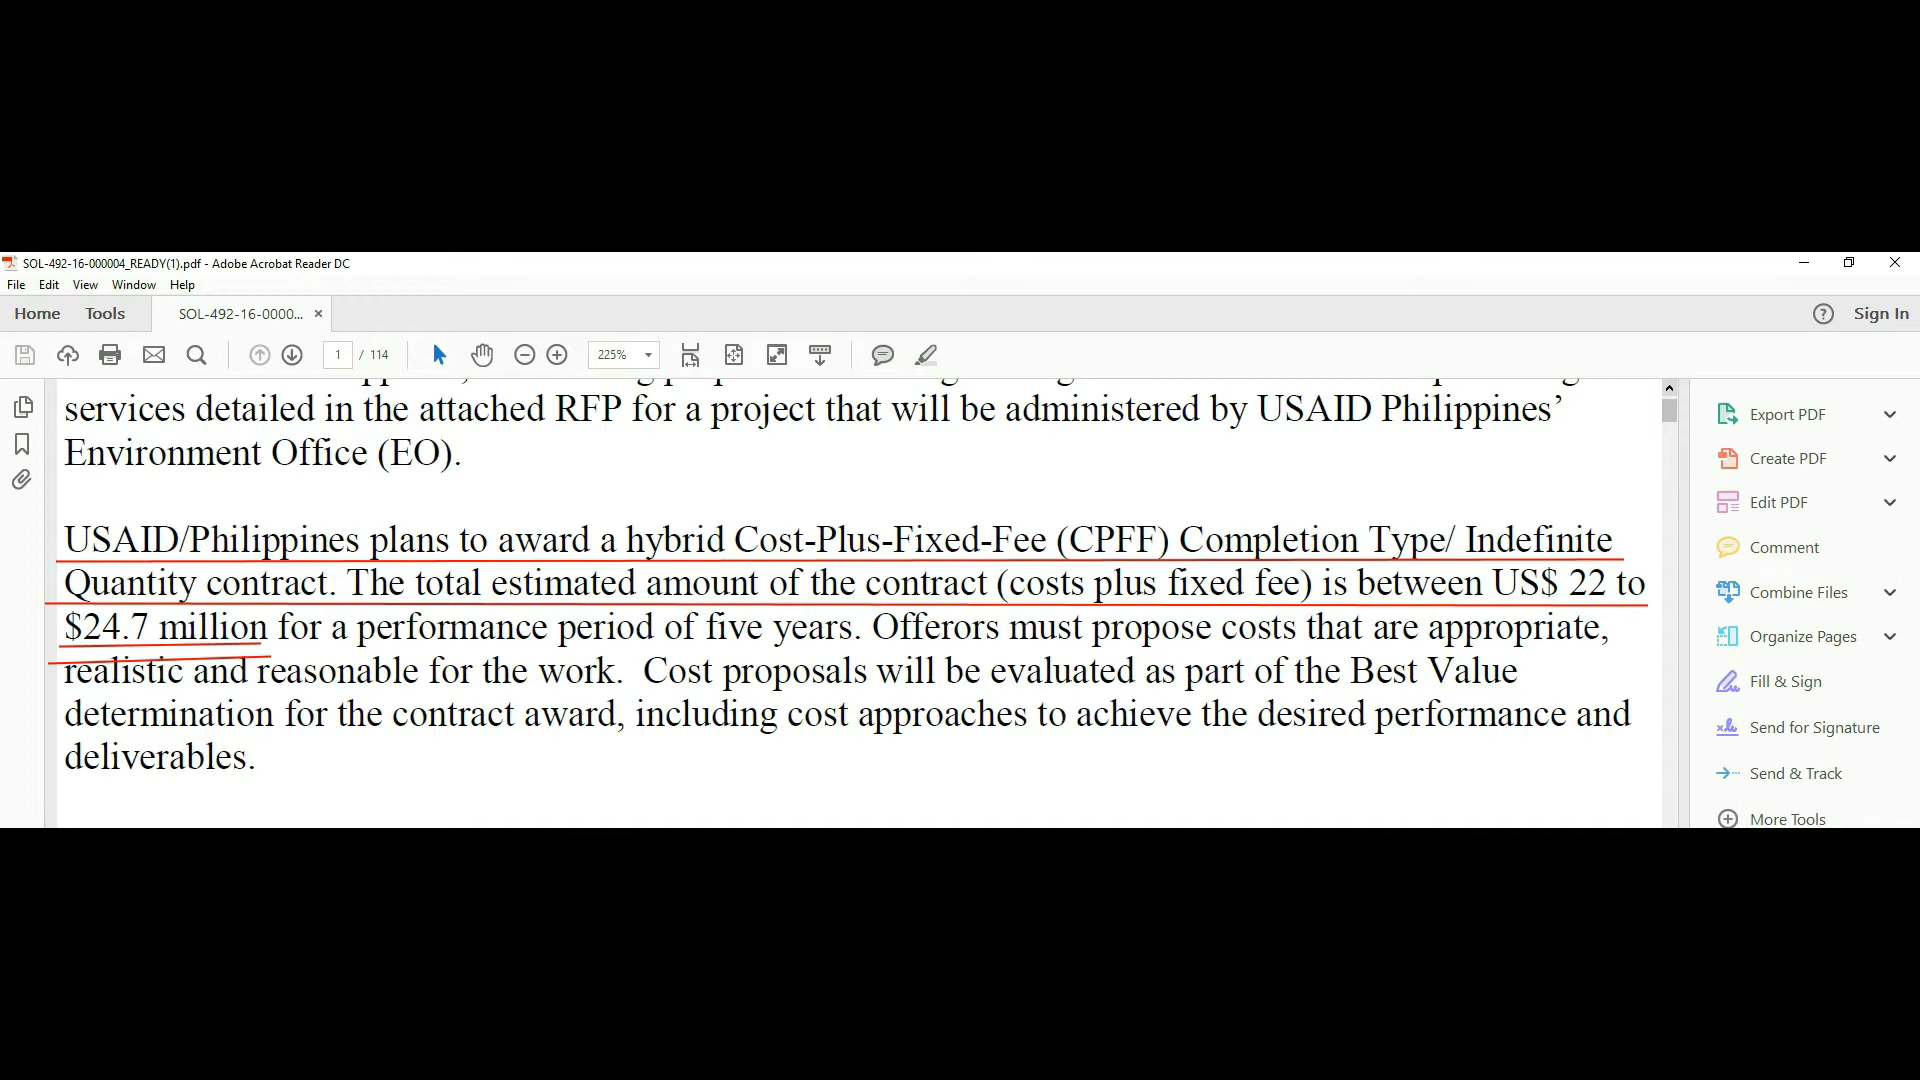 SOL-492-16-000004_READY(1).pdf - Adobe Acrobat Reader DC
File Edit View Window Help
Home Tools SOL-492-16-0000... × ? Sign In
1 / 114 225%
services detailed in the attached RFP for a project that will be administered by USAID Philippines’
Environment Office (EO).
USAID/Philippines plans to award a hybrid Cost-Plus-Fixed-Fee (CPFF) Completion Type/ Indefinite
Quantity contract. The total estimated amount of the contract (costs plus fixed fee) is between US$ 22 to
$24.7 million for a performance period of five years. Offerors must propose costs that are appropriate,
realistic and reasonable for the work.  Cost proposals will be evaluated as part of the Best Value
determination for the contract award, including cost approaches to achieve the desired performance and
deliverables.
Export PDF
Create PDF
Edit PDF
Comment
Combine Files
Organize Pages
Fill & Sign
Send for Signature
Send & Track
More Tools